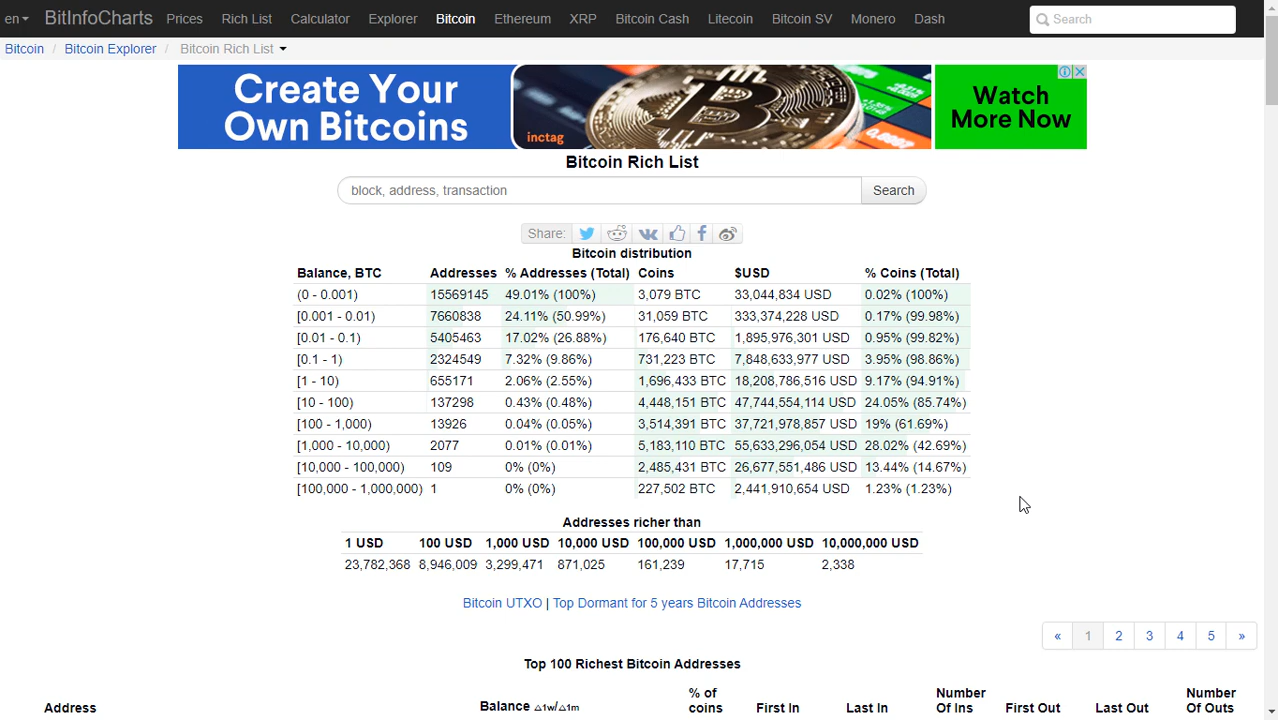 en BitInfoCharts Prices Rich List Calculator Explorer Bitcoin Ethereum XRP Bitcoin Cash Litecoin Bitcoin SV Monero Dash Search
Bitcoin / Bitcoin Explorer / Bitcoin Rich List
Create Your
Own Bitcoins
inctag
Watch
More Now
Bitcoin Rich List
block, address, transaction Search
Share:
Bitcoin distribution
Balance, BTC Addresses % Addresses (Total) Coins $USD % Coins (Total)
(0 - 0.001) 15569145 49.01% (100%) 3,079 BTC 33,044,834 USD 0.02% (100%)
[0.001 - 0.01) 7660838 24.11% (50.99%) 31,059 BTC 333,374,228 USD 0.17% (99.98%)
[0.01 - 0.1) 5405463 17.02% (26.88%) 176,640 BTC 1,895,976,301 USD 0.95% (99.82%)
[0.1 - 1) 2324549 7.32% (9.86%) 731,223 BTC 7,848,633,977 USD 3.95% (98.86%)
[1 - 10) 655171 2.06% (2.55%) 1,696,433 BTC 18,208,786,516 USD 9.17% (94.91%)
[10 - 100) 137298 0.43% (0.48%) 4,448,151 BTC 47,744,554,114 USD 24.05% (85.74%)
[100 - 1,000) 13926 0.04% (0.05%) 3,514,391 BTC 37,721,978,857 USD 19% (61.69%)
[1,000 - 10,000) 2077 0.01% (0.01%) 5,183,110 BTC 55,633,296,054 USD 28.02% (42.69%)
[10,000 - 100,000) 109 0% (0%) 2,485,431 BTC 26,677,551,486 USD 13.44% (14.67%)
[100,000 - 1,000,000) 1 0% (0%) 227,502 BTC 2,441,910,654 USD 1.23% (1.23%)
Addresses richer than
1 USD 100 USD 1,000 USD 10,000 USD 100,000 USD 1,000,000 USD 10,000,000 USD
23,782,368 8,946,009 3,299,471 871,025 161,239 17,715 2,338
Bitcoin UTXO | Top Dormant for 5 years Bitcoin Addresses
« 1 2 3 4 5 »
Top 100 Richest Bitcoin Addresses
Address Balance △1w/△1m % of coins First In Last In Number Of Ins First Out Last Out Number Of Outs